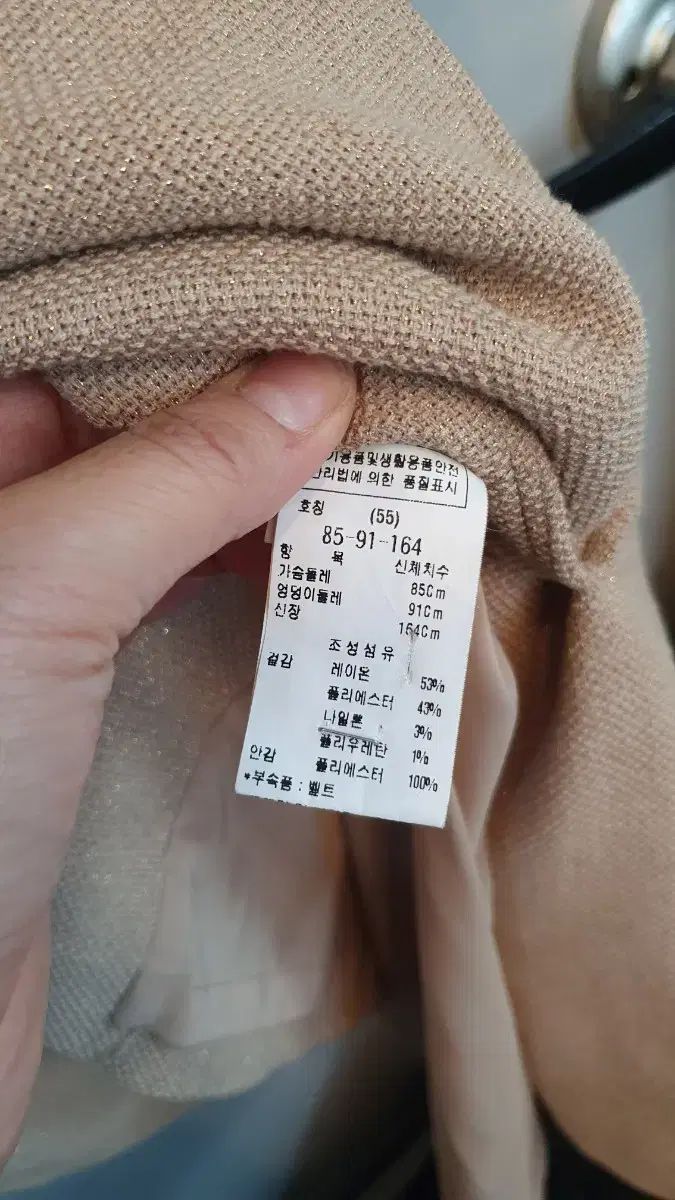 기용품및생활용품안전
관리법에 의한 품질표시
호칭 (55)
85-91-164
항 목 신체치수
가슴둘레 85Cm
엉덩이둘레 91Cm
신장 164Cm
조성섬유
겉감 레이온 53%
폴리에스터 43%
나일론 3%
폴리우레탄 1%
안감 폴리에스터 100%
*부속품 : 벨트